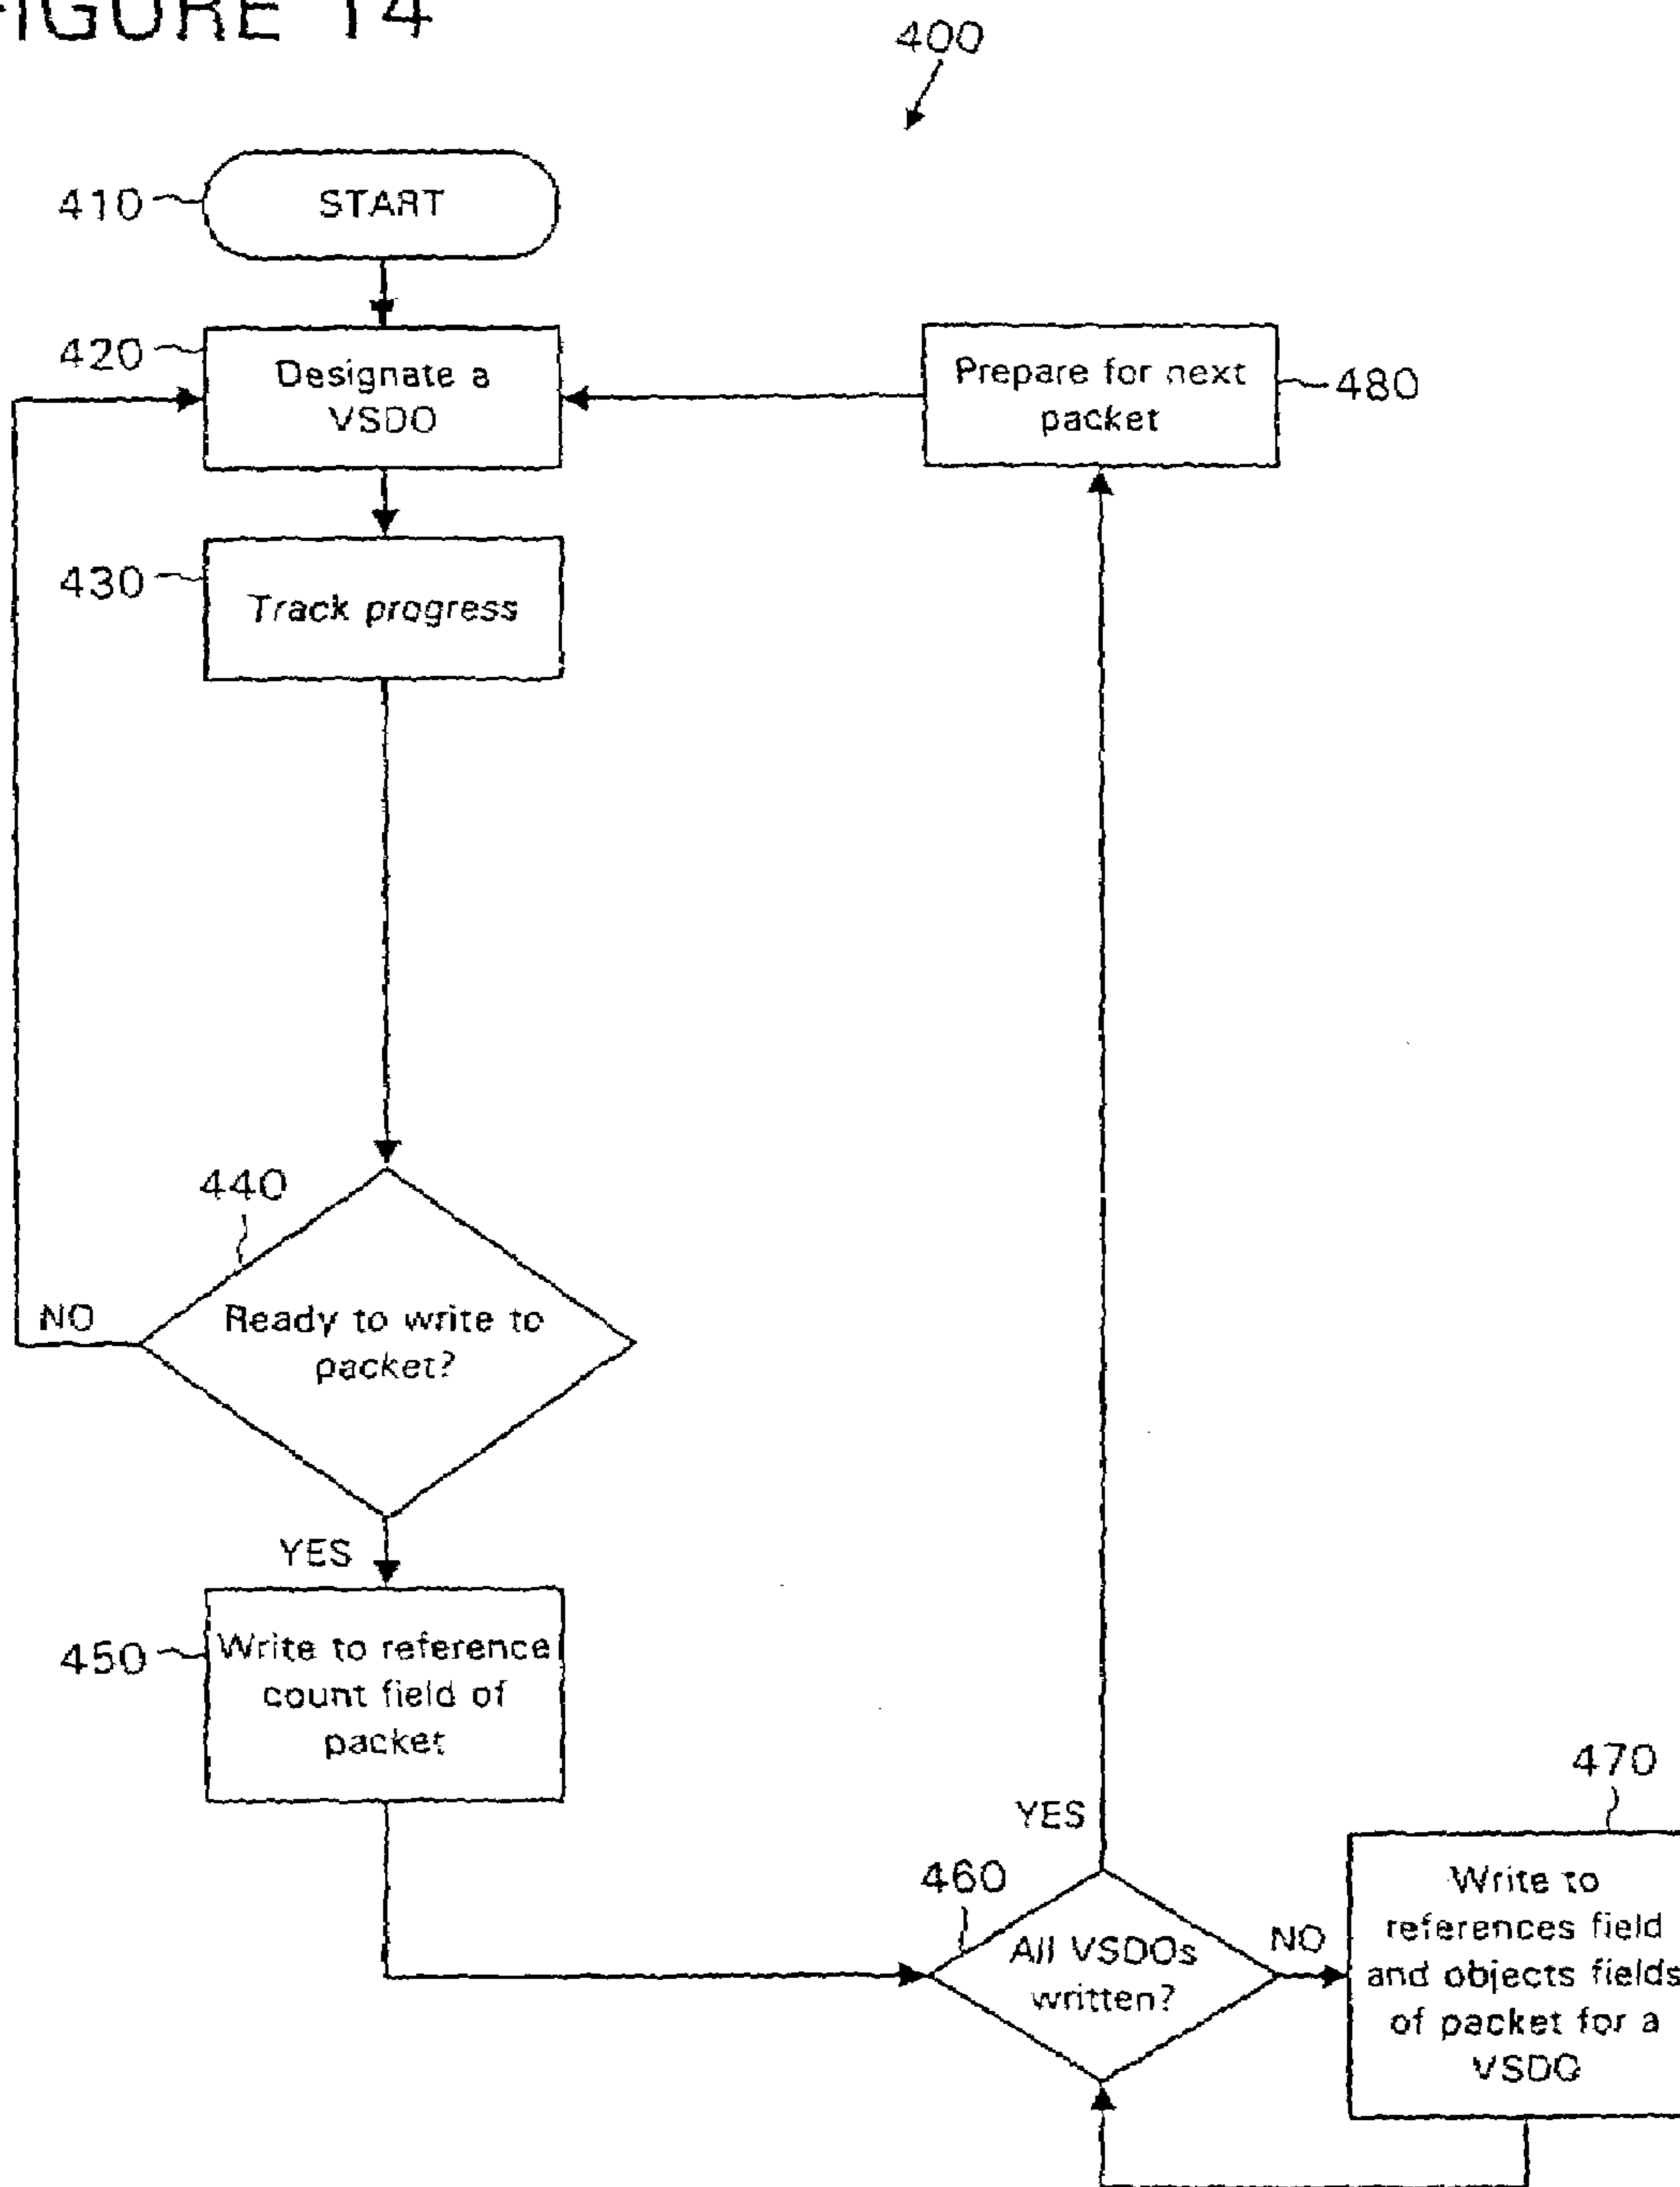 FIGURE 14
400
410
START
420
Designate a
VSDO
Prepare for next
packet
480
430
Track progress
440
NO
Ready to write to
packet?
YES
450
Write to reference
count field of
packet
470
YES
460
All VSDOs
written?
NO
Write to
references field
and objects fields
of packet for a
VSDO